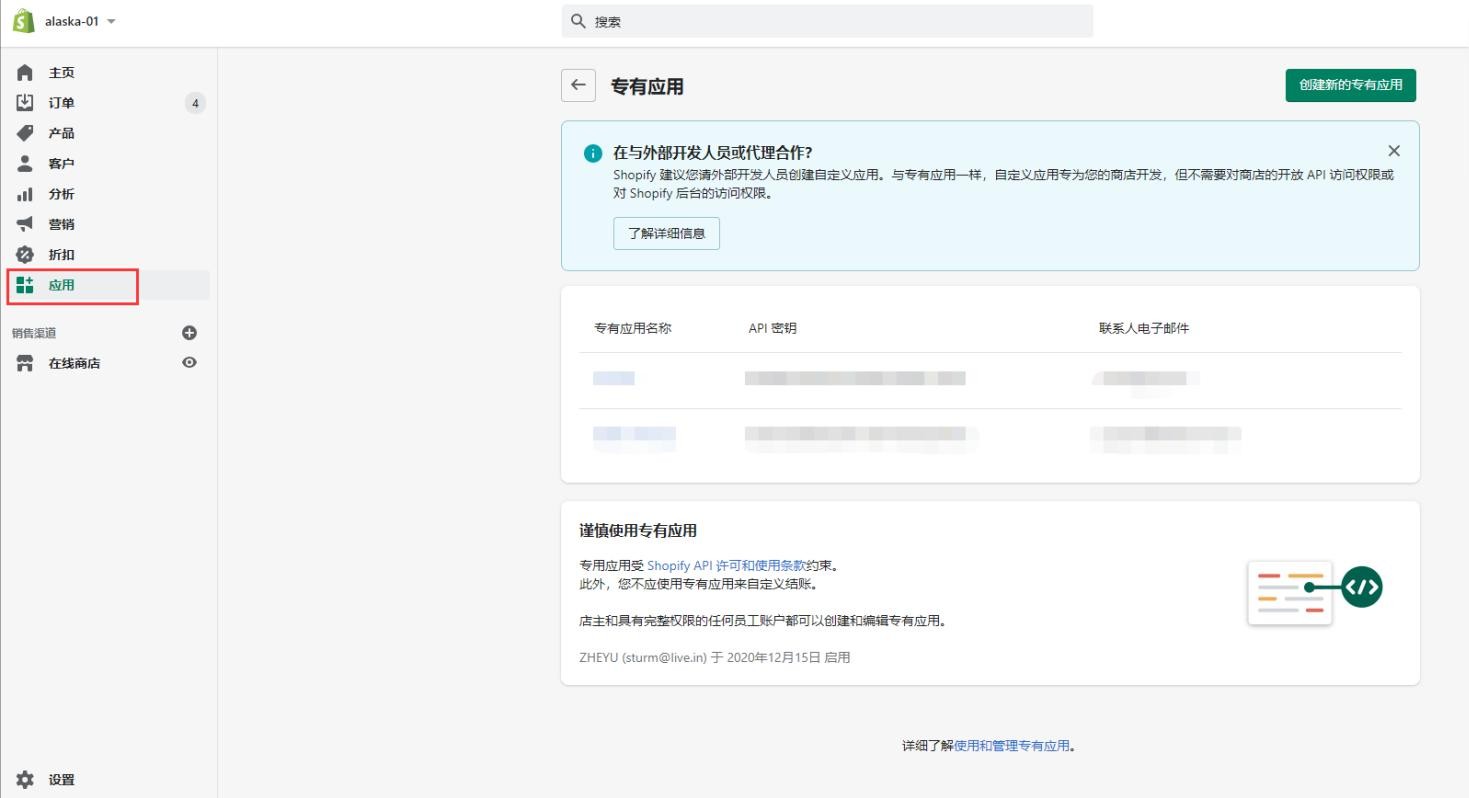 alaska-01
搜索
主页
订单
4
产品
客户
分析
营销
折扣
应用
销售渠道
在线商店
设置
专有应用
创建新的专有应用
在与外部开发人员或代理合作?
Shopify 建议您请外部开发人员创建自定义应用。与专有应用一样，自定义应用专为您的商店开发，但不需要对商店的开放 API 访问权限或
对 Shopify 后台的访问权限。
了解详细信息
专有应用名称 API 密钥 联系人电子邮件
谨慎使用专有应用
专用应用受 Shopify API 许可和使用条款约束。
此外，您不应使用专有应用来自定义结账。
店主和具有完整权限的任何员工账户都可以创建和编辑专有应用。
ZHEYU (sturm@live.in) 于 2020年12月15日 启用
详细了解使用和管理专有应用。